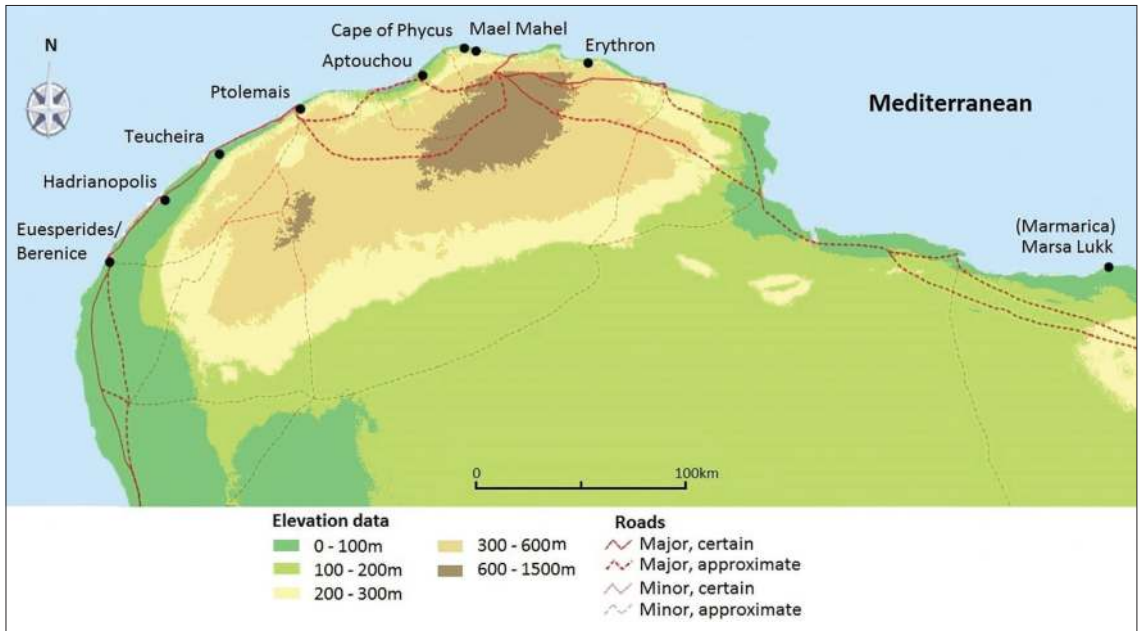 N
Cape of Phycus
Mael Mahel
Aptouchou
Erythron
Ptolemais
Mediterranean
Teucheira
Hadrianopolis
Euesperides/
Berenice
(Marmarica)
Marsa Lukk
0
100km
Elevation data
0 - 100m
100 - 200m
200 - 300m
300 - 600m
600 - 1500m
Roads
Major, certain
Major, approximate
Minor, certain
Minor, approximate